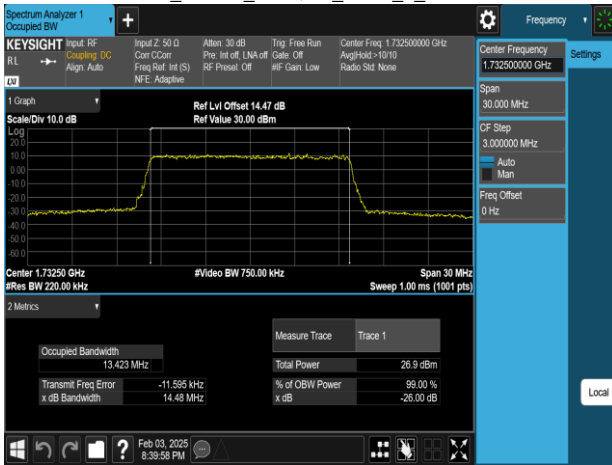 Spectrum Analyzer 1
Occupied BW
Frequency
KEYSIGHT
Input: RF
Input Z: 50 Ω
Atten: 30 dB
Trig: Free Run
Center Freq: 1.732500000 GHz
RL
Coupling: DC
Corr CCorr
Pre: Int off, LNA off
Gate: Off
Avg|Hold:>10/10
Align: Auto
Freq Ref: Int (S)
RF Presel: Off
#IF Gain: Low
Radio Std: None
NFE: Adaptive
LXI
Center Frequency
1.732500000 GHz
Settings
Span
30.000 MHz
CF Step
3.000000 MHz
Auto
Man
Freq Offset
0 Hz
1 Graph
Ref Lvl Offset 14.47 dB
Scale/Div 10.0 dB
Ref Value 30.00 dBm
Log
20.0
10.0
0.00
-10.0
-20.0
-30.0
-40.0
-50.0
-60.0
Center 1.73250 GHz
#Video BW 750.00 kHz
Span 30 MHz
#Res BW 220.00 kHz
Sweep 1.00 ms (1001 pts)
2 Metrics
Measure Trace
Trace 1
Occupied Bandwidth
13.423 MHz
Total Power
26.9 dBm
Transmit Freq Error
-11.595 kHz
% of OBW Power
99.00 %
x dB Bandwidth
14.48 MHz
x dB
-26.00 dB
Local
?
Feb 03, 2025
8:39:58 PM